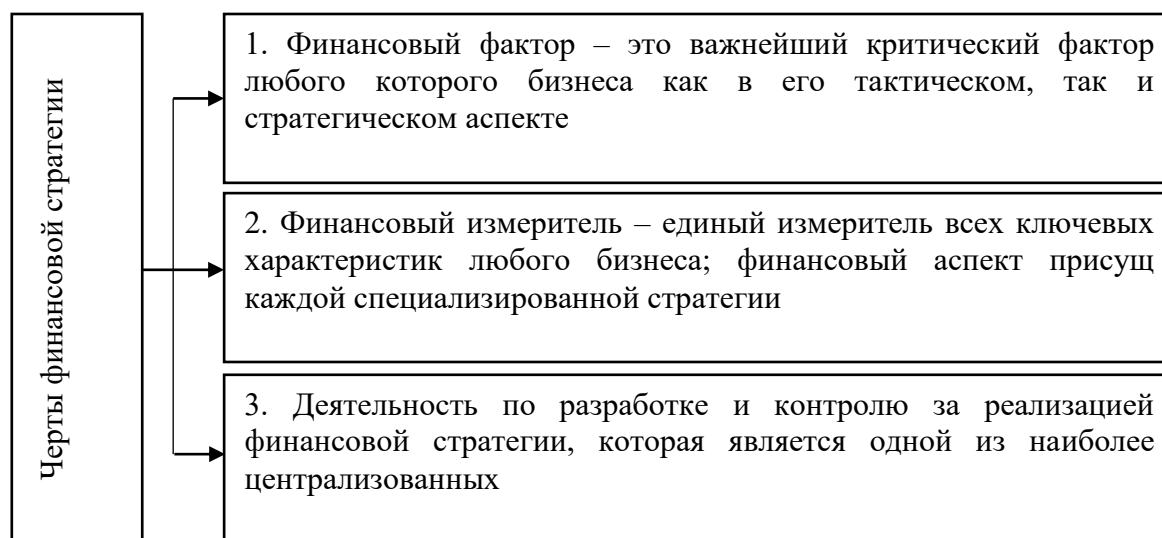 Черты финансовой стратегии
1. Финансовый фактор – это важнейший критический фактор
любого которого бизнеса как в его тактическом, так и
стратегическом аспекте
2. Финансовый измеритель – единый измеритель всех ключевых
характеристик любого бизнеса; финансовый аспект присущ
каждой специализированной стратегии
3. Деятельность по разработке и контролю за реализацией
финансовой стратегии, которая является одной из наиболее
централизованных